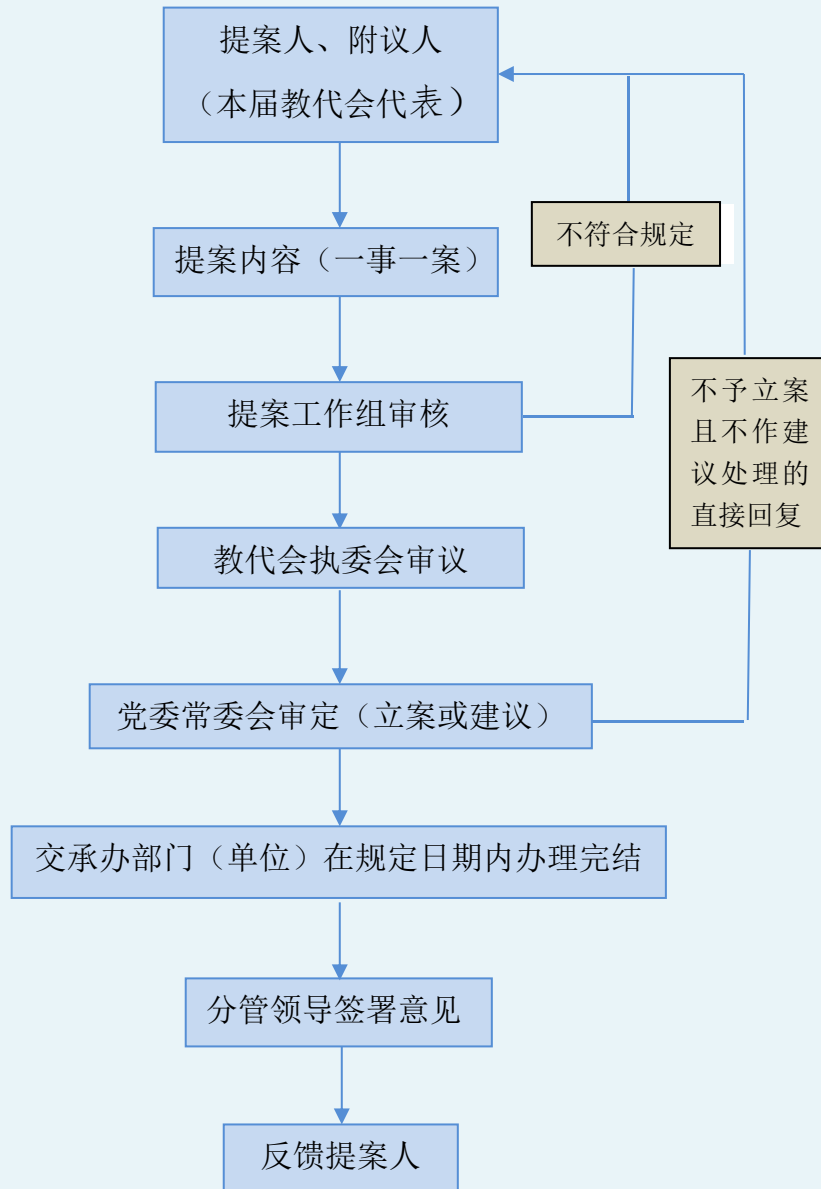 提案人、附议人
（本届教代会代表）
提案内容（一事一案）
不符合规定
提案工作组审核
不予立案
且不作建
议处理的
直接回复
教代会执委会审议
党委常委会审定（立案或建议）
交承办部门（单位）在规定日期内办理完结
分管领导签署意见
反馈提案人